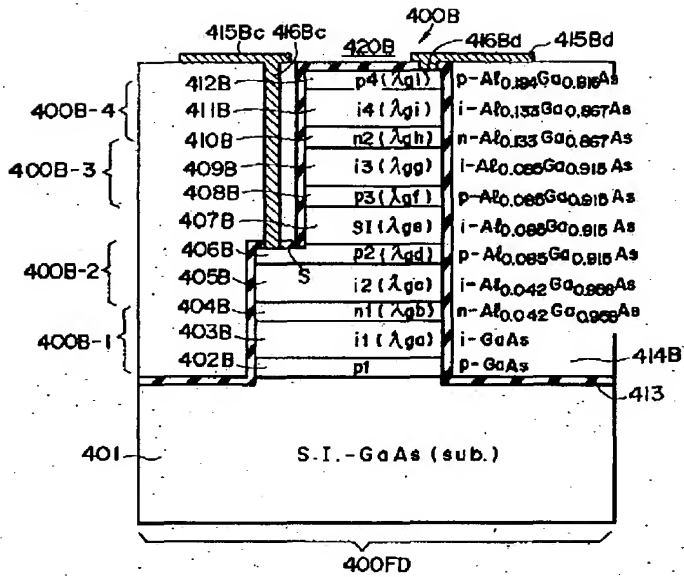 400B
415Bc 416Bc 420B 416Bd 415Bd
412B p4(λgi) p-Al0.194Ga0.916As
400B-4 411B i4(λgi) i-Al0.133Ga0.867As
410B n2(λgh) n-Al0.133Ga0.867As
400B-3 409B i3(λgg) i-Al0.085Ga0.915As
408B p3(λgf) p-Al0.085Ga0.915As
407B SI(λge) i-Al0.085Ga0.915As
406B S p2(λgd) p-Al0.085Ga0.915As
400B-2 405B i2(λgc) i-Al0.042Ga0.958As
404B n1(λgb) n-Al0.042Ga0.958As
400B-1 403B i1(λga) i-GaAs
402B p1 p-GaAs 414B
413
401 S.I.-GaAs(sub.)
400FD